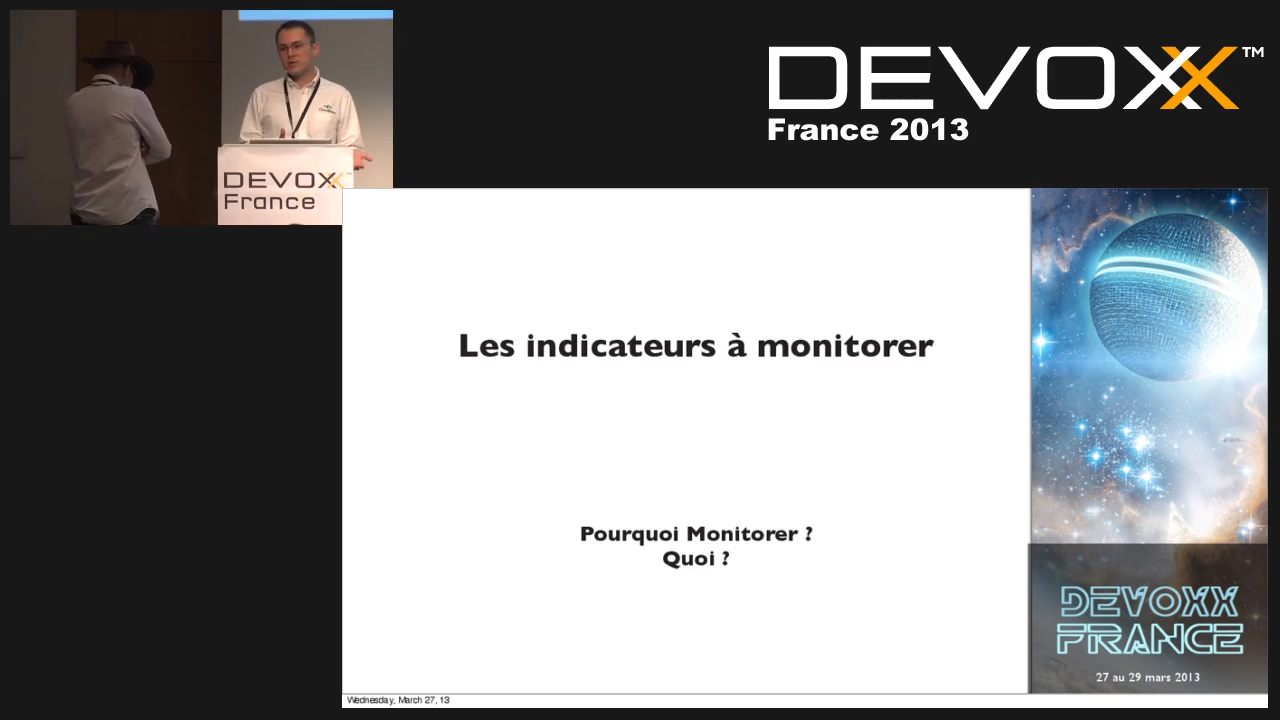 DEVOXX™
France 2013
DEVOXX
France
Les indicateurs à monitorer
Pourquoi Monitorer ?
Quoi ?
DEVOXX
FRANCE
27 au 29 mars 2013
Wednesday, March 27, 13